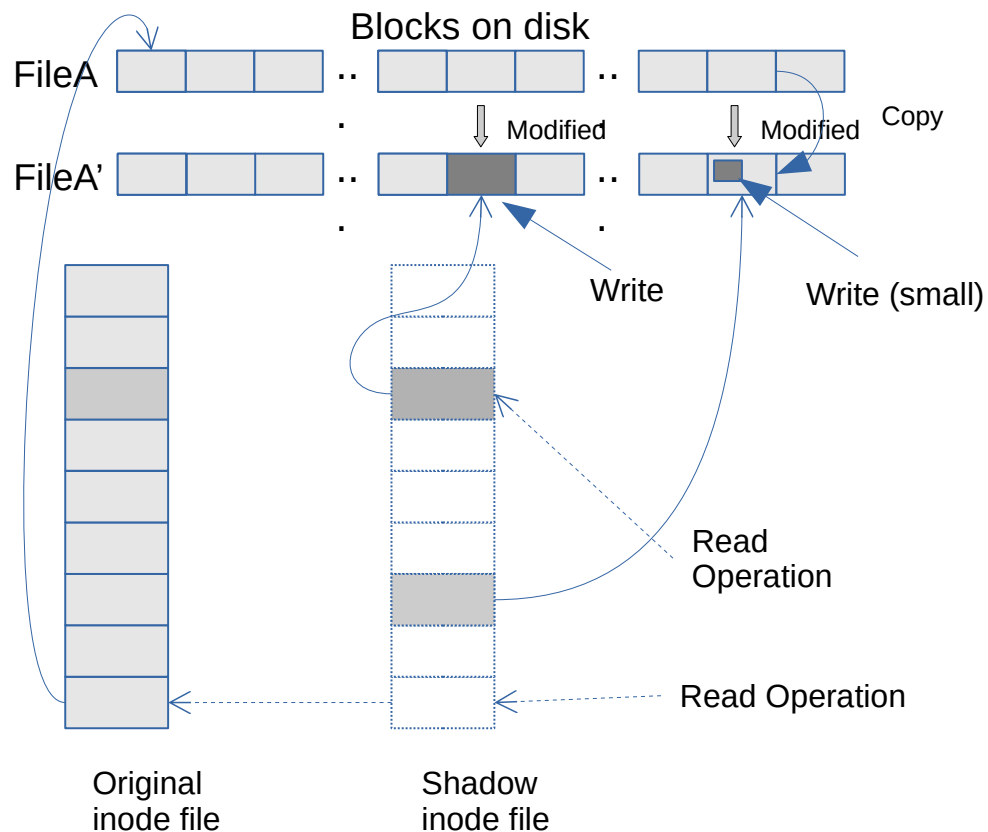 Blocks on disk
FileA
..
..
.
Modified
.
Modified
Copy
FileA’
..
..
.
.
Write
Write (small)
Read
Operation
Read Operation
Original
inode file
Shadow
inode file